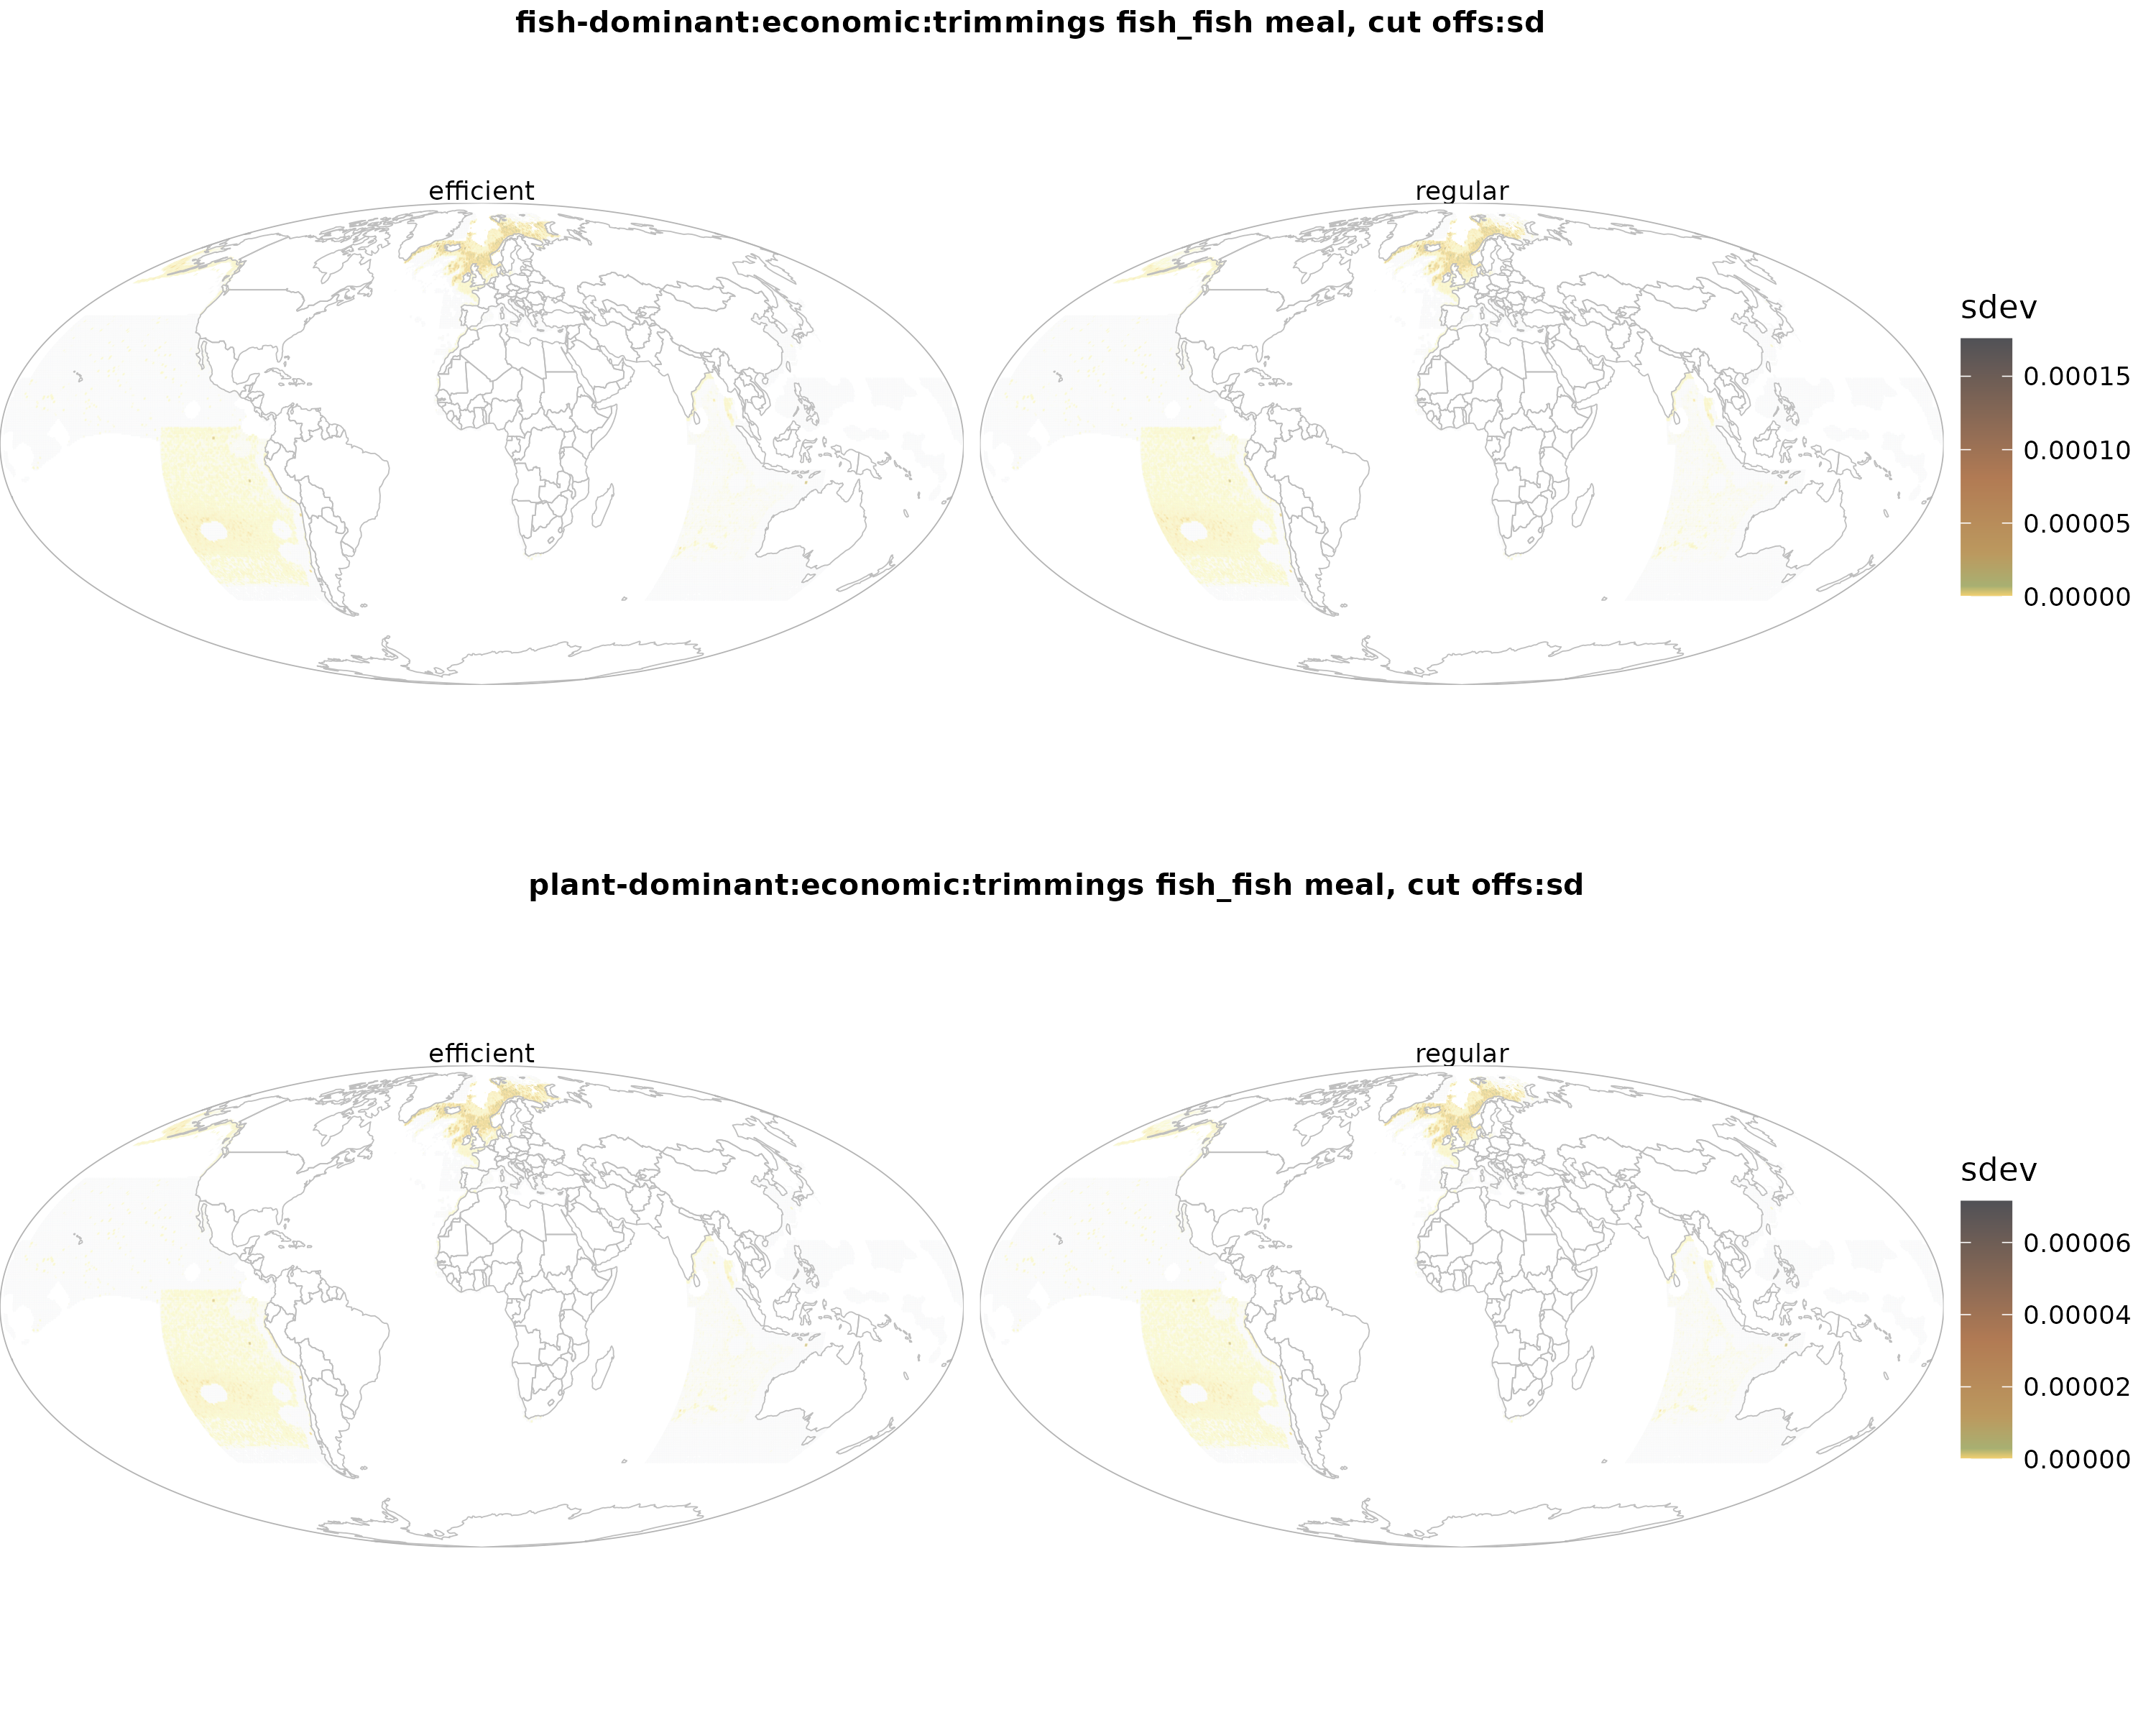 fish-dominant:economic:trimmings fish_fish meal, cut offs:sd
efficient
regular
sdev
0.00015
0.00010
0.00005
0.00000
plant-dominant:economic:trimmings fish_fish meal, cut offs:sd
efficient
regular
sdev
0.00006
0.00004
0.00002
0.00000